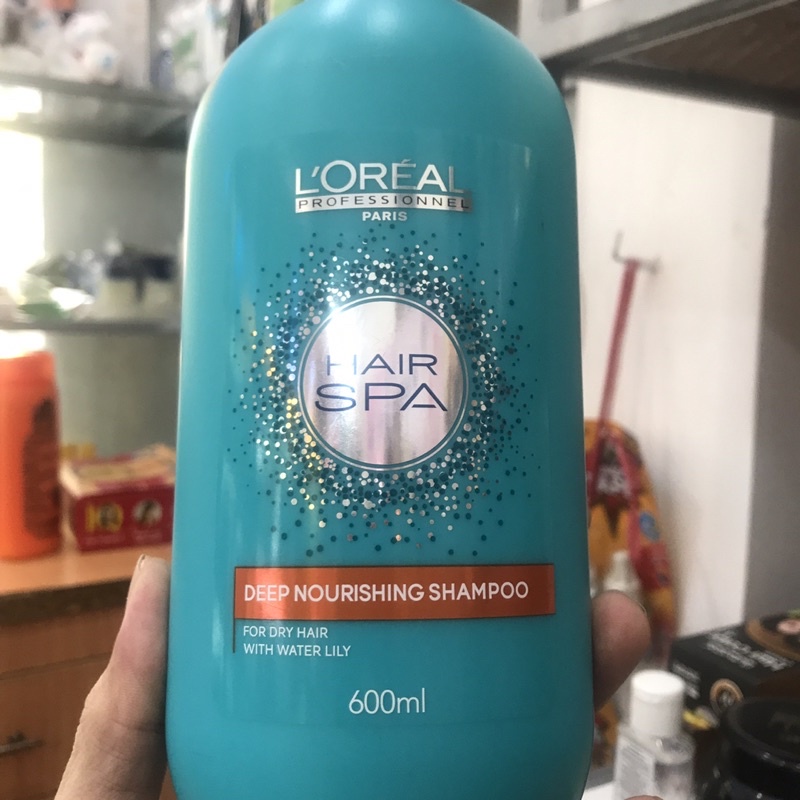 L'ORÉAL
PROFESSIONNEL
PARIS
HAIR
SPA
DEEP NOURISHING SHAMPOO
FOR DRY HAIR
WITH WATER LILY
600ml